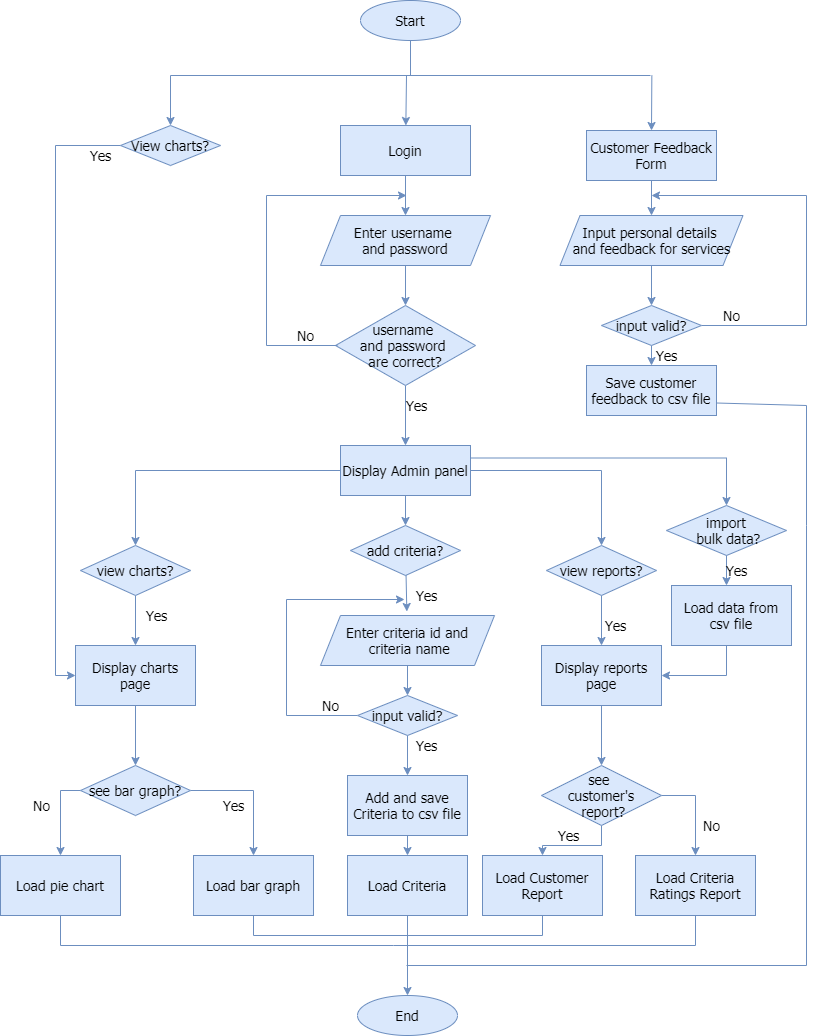 Start
View charts?
Yes
Login
Customer Feedback
Form
Enter username
and password
Input personal details
and feedback for services
No
username
and password
are correct?
input valid?
No
Yes
Save customer
feedback to csv file
Yes
Display Admin panel
view charts?
Yes
add criteria?
Yes
view reports?
Yes
import
bulk data?
Yes
Load data from
csv file
Enter criteria id and
criteria name
Display charts
page
Display reports
page
No
input valid?
Yes
see bar graph?
No
Yes
Add and save
Criteria to csv file
see
customer's
report?
Yes
No
Load pie chart
Load bar graph
Load Criteria
Load Customer
Report
Load Criteria
Ratings Report
End